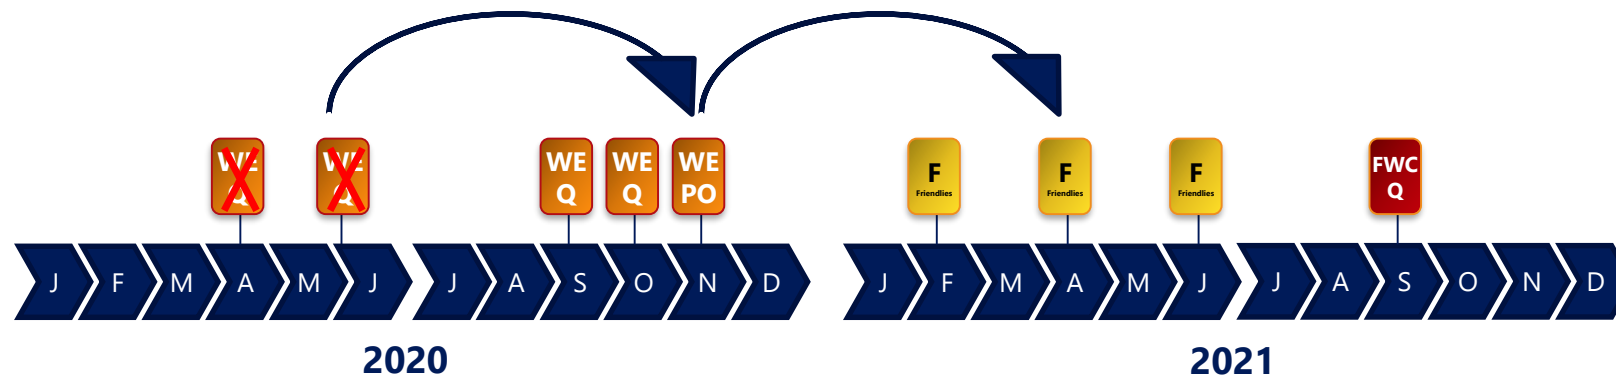 WE
Q
WE
Q
WE
Q
WE
Q
WE
PO
F
Friendlies
F
Friendlies
F
Friendlies
FWC
Q
J F M A M J J A S O N D
J F M A M J J A S O N D
2020
2021